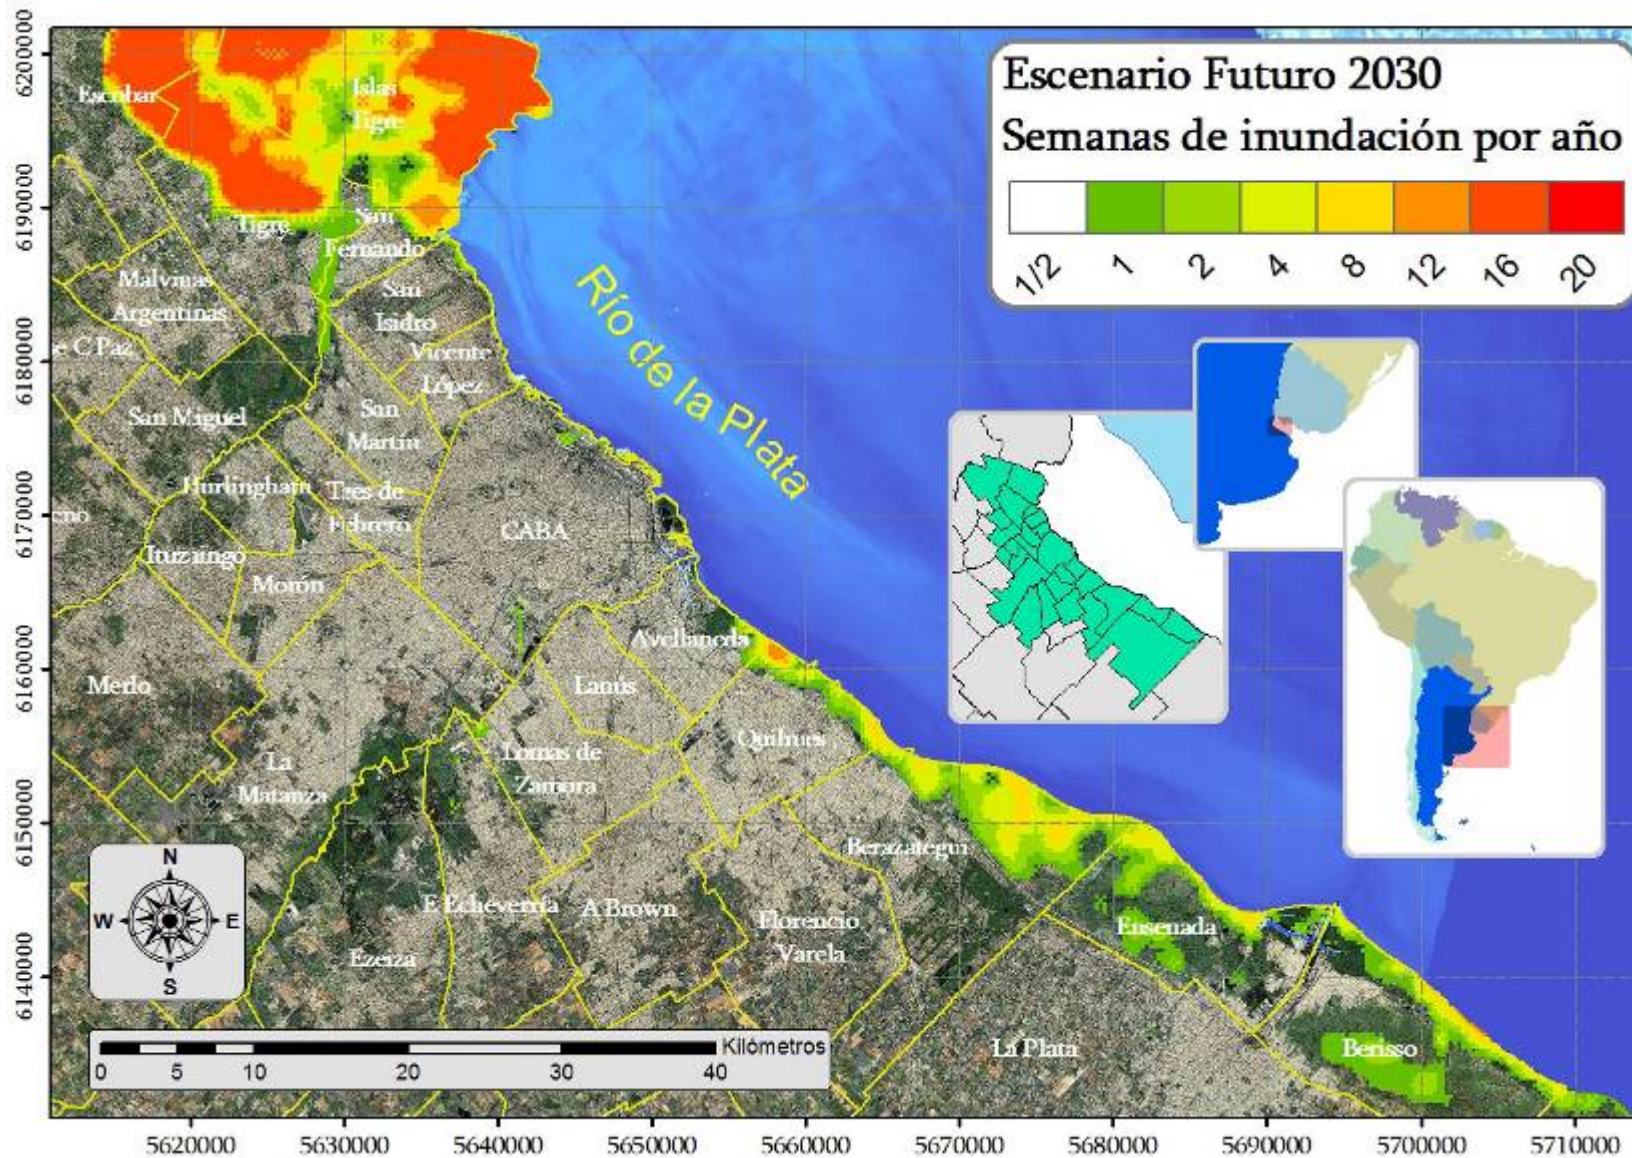 Escenario Futuro 2030
Semanas de inundación por año
1/2 1 2 4 8 12 16 20
6200000
6190000
6180000
6170000
6160000
6150000
6140000
Escobar
Islas
Tigre
Tigre
San
Fernando
Malvinas
Argentinas
San
Isidro
Vicente
López
e C Paz
San Miguel
San
Martín
Hurlingham
Tres de
Febrero
CABA
Ituzaingó
Morón
Río de la Plata
Avellaneda
Merlo
Lanús
La
Matanza
Lomas de
Zamora
Quilmes
Berazategui
E Echeverría
A Brown
Florencio
Varela
Ensenada
Ezeiza
La Plata
Berisso
N
W E
S
Kilómetros
0 5 10 20 30 40
5620000 5630000 5640000 5650000 5660000 5670000 5680000 5690000 5700000 5710000